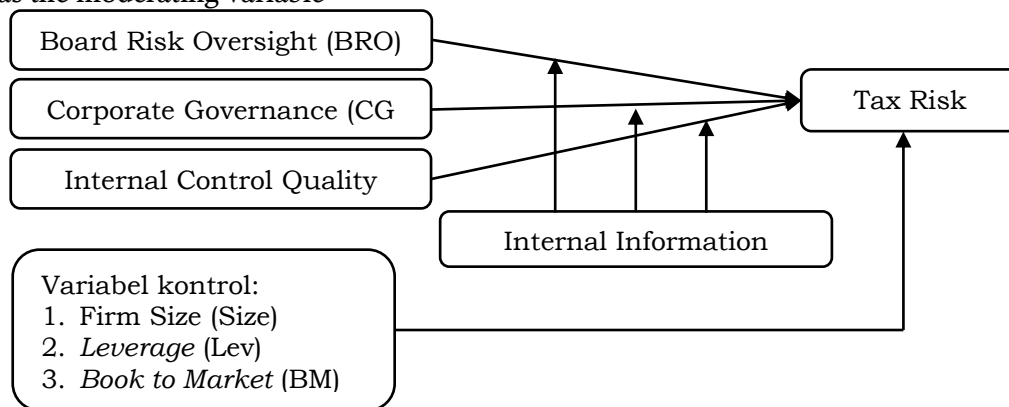 as the moderating variable
Board Risk Oversight (BRO)
Corporate Governance (CG
Internal Control Quality
Tax Risk
Internal Information
Variabel kontrol:
1. Firm Size (Size)
2. Leverage (Lev)
3. Book to Market (BM)